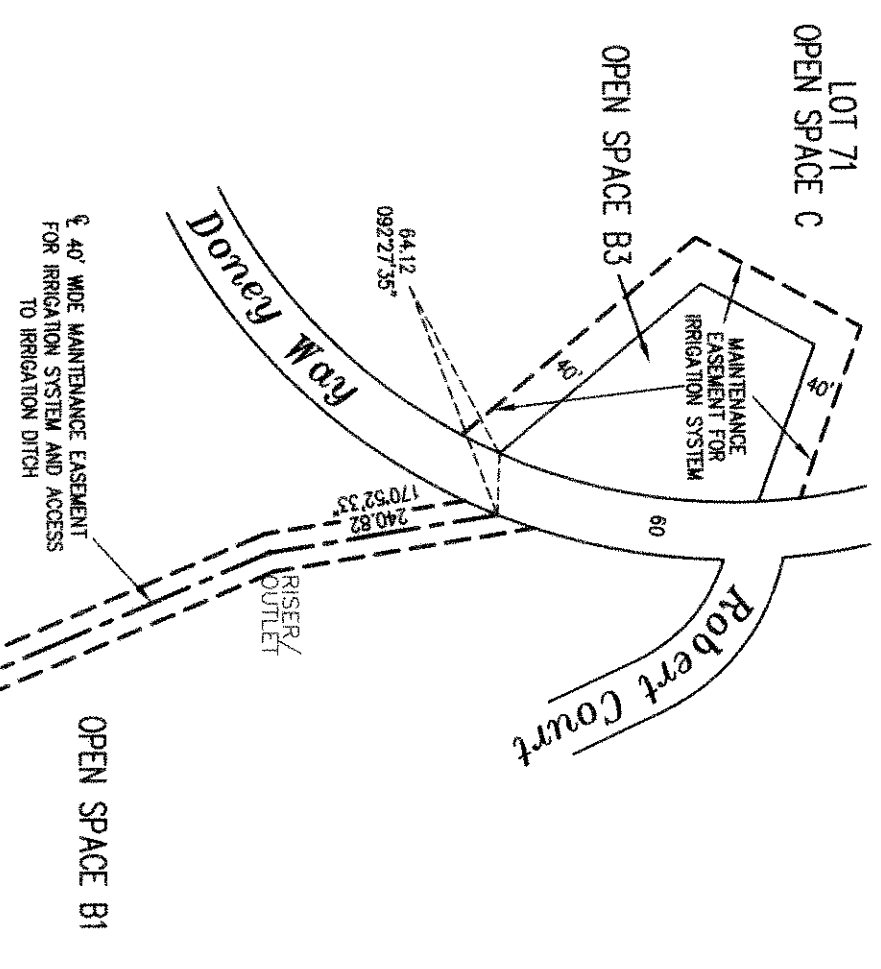 LOT 71
OPEN SPACE C
OPEN SPACE B3
MAINTENANCE
EASEMENT FOR
IRRIGATION SYSTEM
40'
40'
64.12
092°27'35"
Doney Way
60
Robert Court
240.82
170°52'33"
RISER/
OUTLET
℄ 40' WIDE MAINTENANCE EASEMENT
FOR IRRIGATION SYSTEM AND ACCESS
TO IRRIGATION DITCH
OPEN SPACE B1